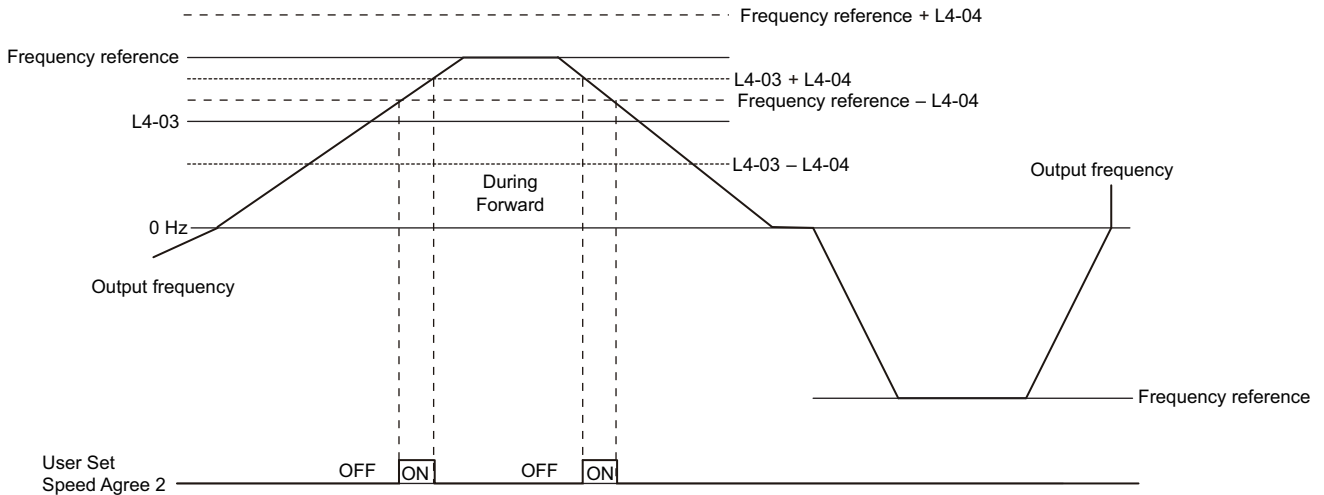 Frequency reference + L4-04
Frequency reference
L4-03 + L4-04
Frequency reference – L4-04
L4-03
L4-03 – L4-04
During
Forward
Output frequency
0 Hz
Output frequency
Frequency reference
User Set
Speed Agree 2
OFF
ON
OFF
ON